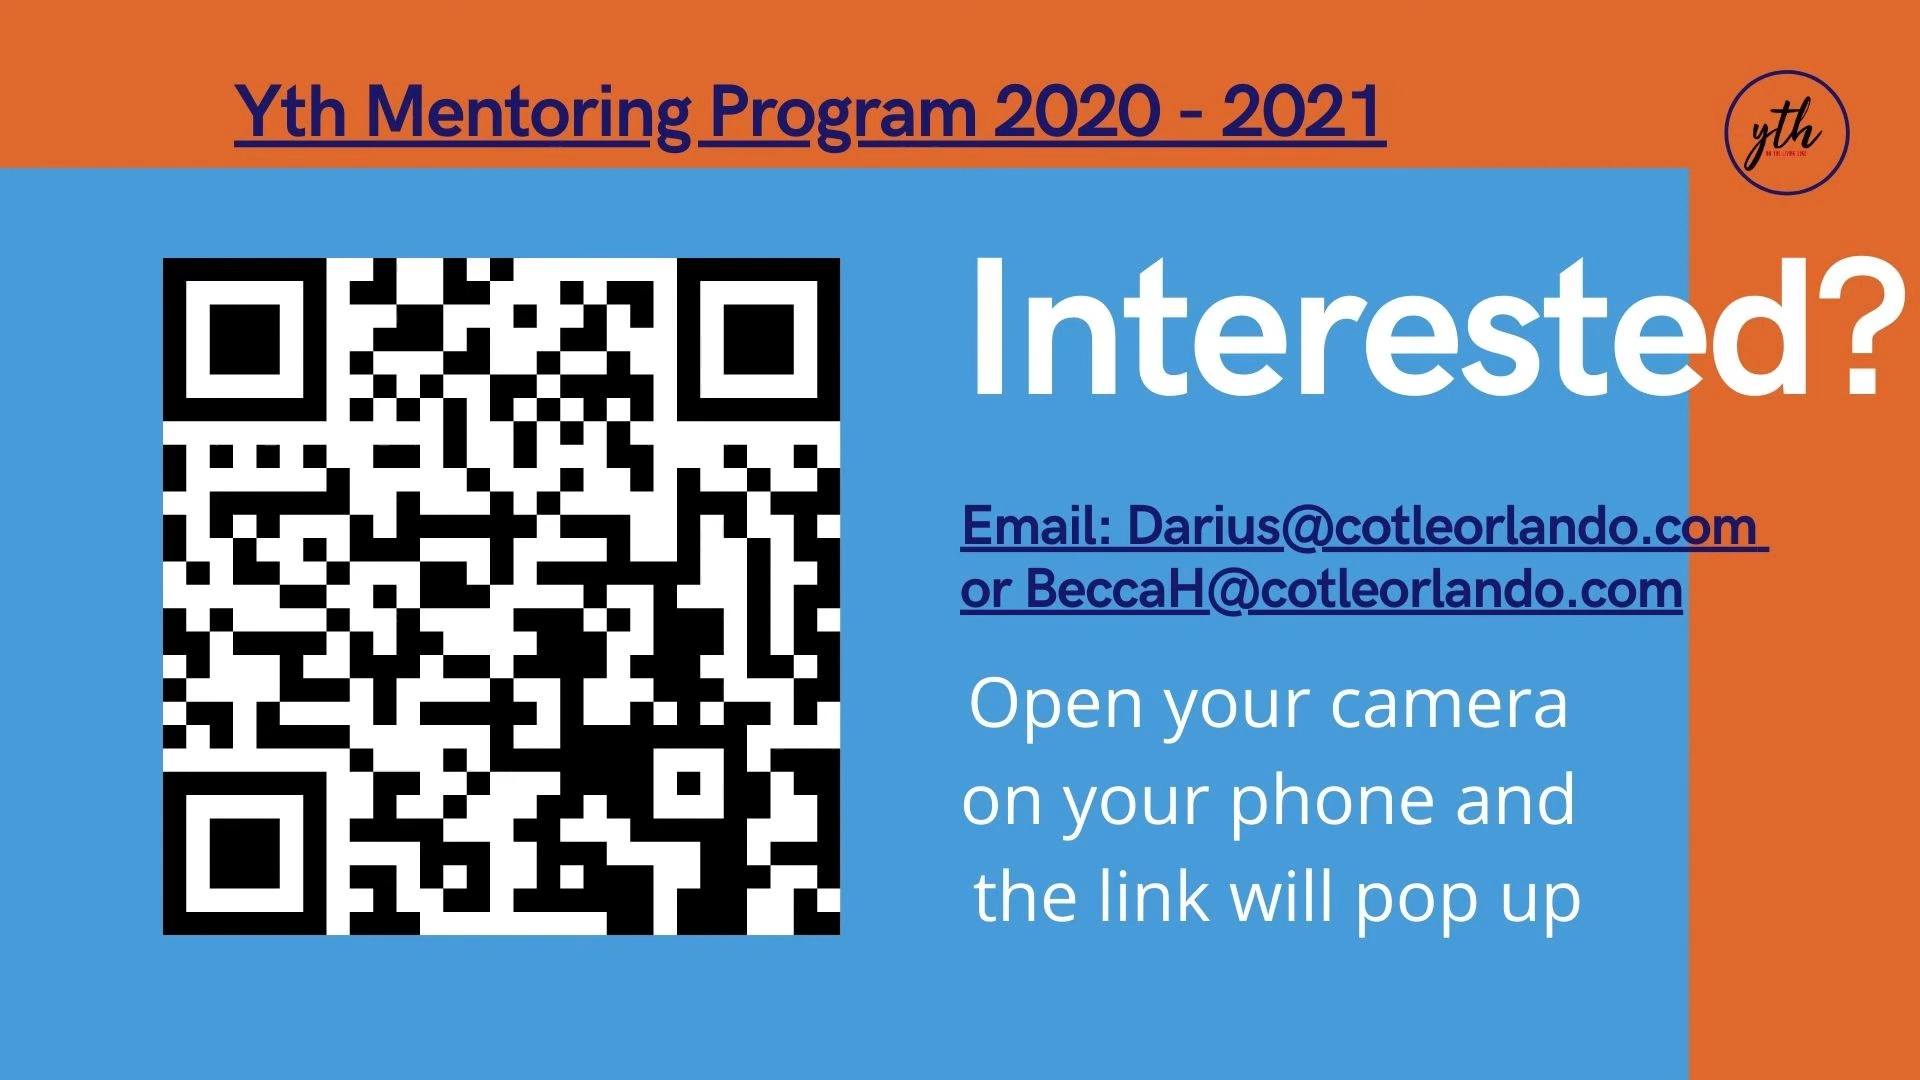 Yth Mentoring Program 2020 - 2021
yth
Interested?
Email: Darius@cotleorlando.com
or BeccaH@cotleorlando.com
Open your camera
on your phone and
the link will pop up